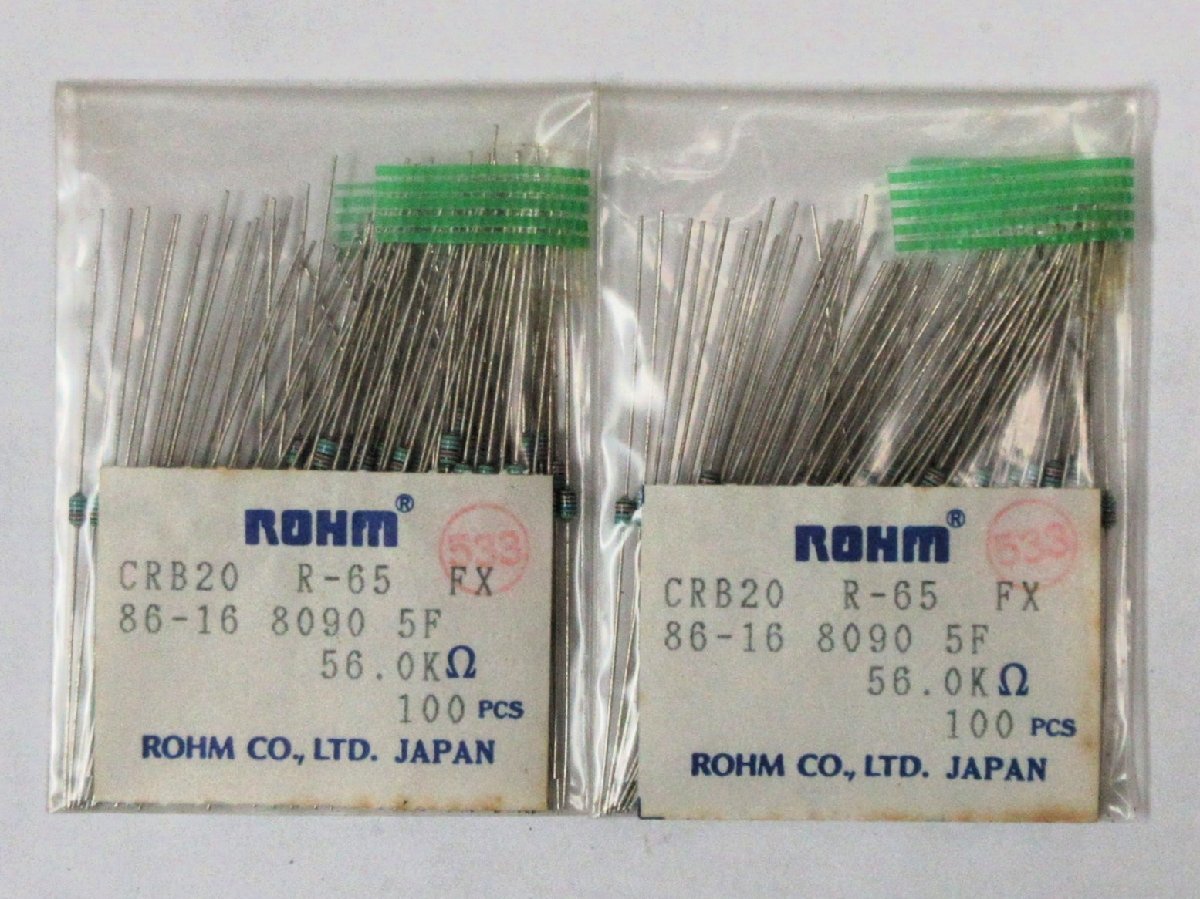 ROHM®
533
CRB20 R-65 FX
86-16 8090 5F
56.0KΩ
100 PCS
ROHM CO., LTD. JAPAN
ROHM®
533
CRB20 R-65 FX
86-16 8090 5F
56.0KΩ
100 PCS
ROHM CO., LTD. JAPAN